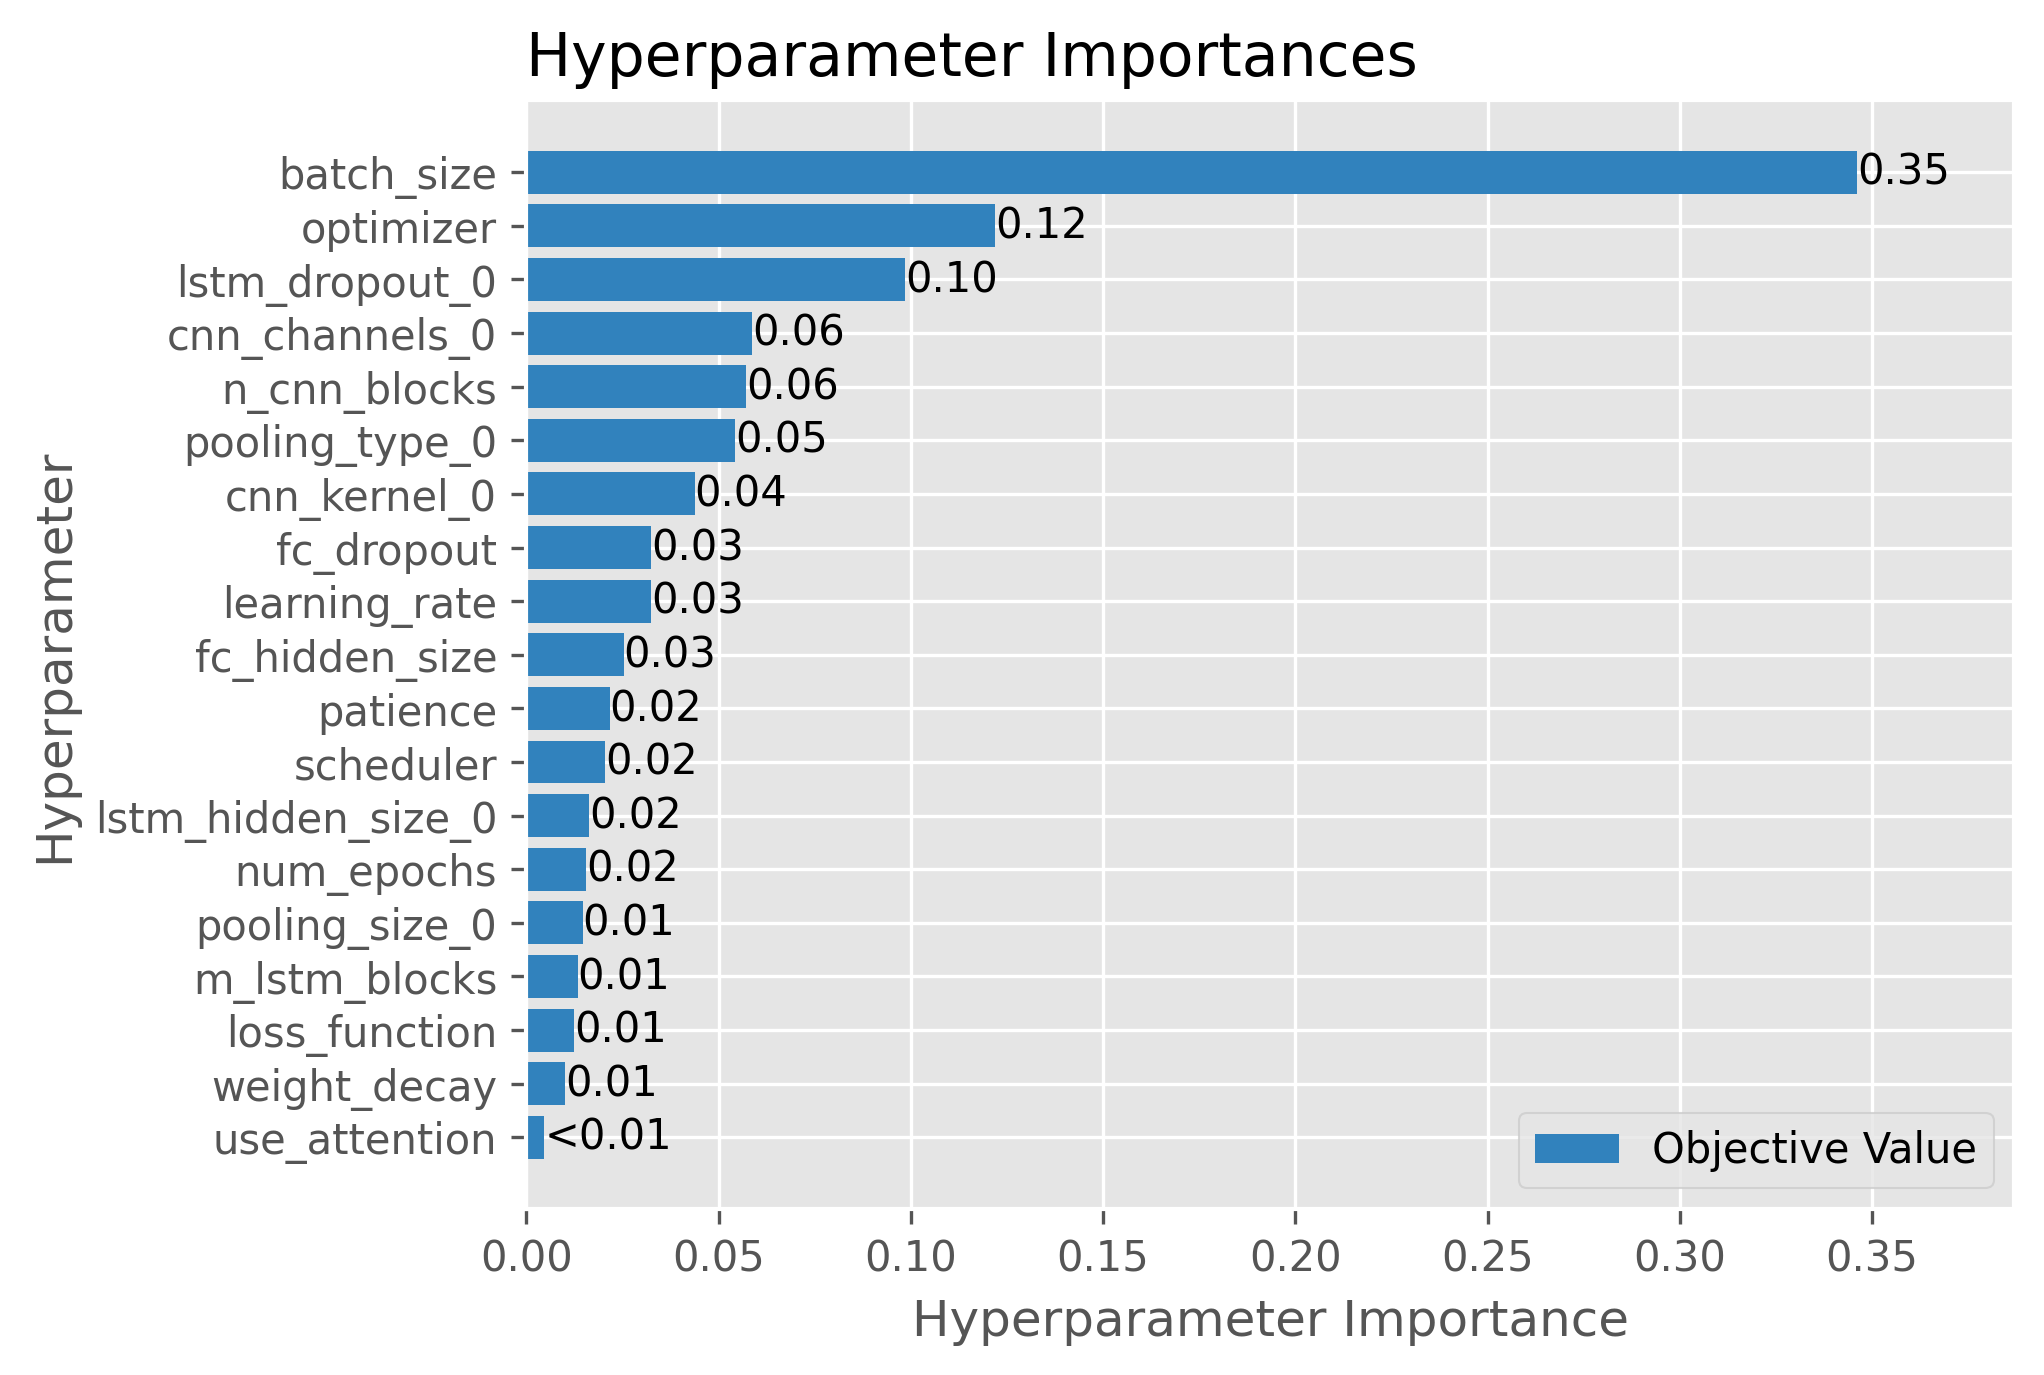 Hyperparameter Importances
Hyperparameter
batch_size 0.35
optimizer 0.12
lstm_dropout_0 0.10
cnn_channels_0 0.06
n_cnn_blocks 0.06
pooling_type_0 0.05
cnn_kernel_0 0.04
fc_dropout 0.03
learning_rate 0.03
fc_hidden_size 0.03
patience 0.02
scheduler 0.02
lstm_hidden_size_0 0.02
num_epochs 0.02
pooling_size_0 0.01
m_lstm_blocks 0.01
loss_function 0.01
weight_decay 0.01
use_attention <0.01
Objective Value
0.00 0.05 0.10 0.15 0.20 0.25 0.30 0.35
Hyperparameter Importance